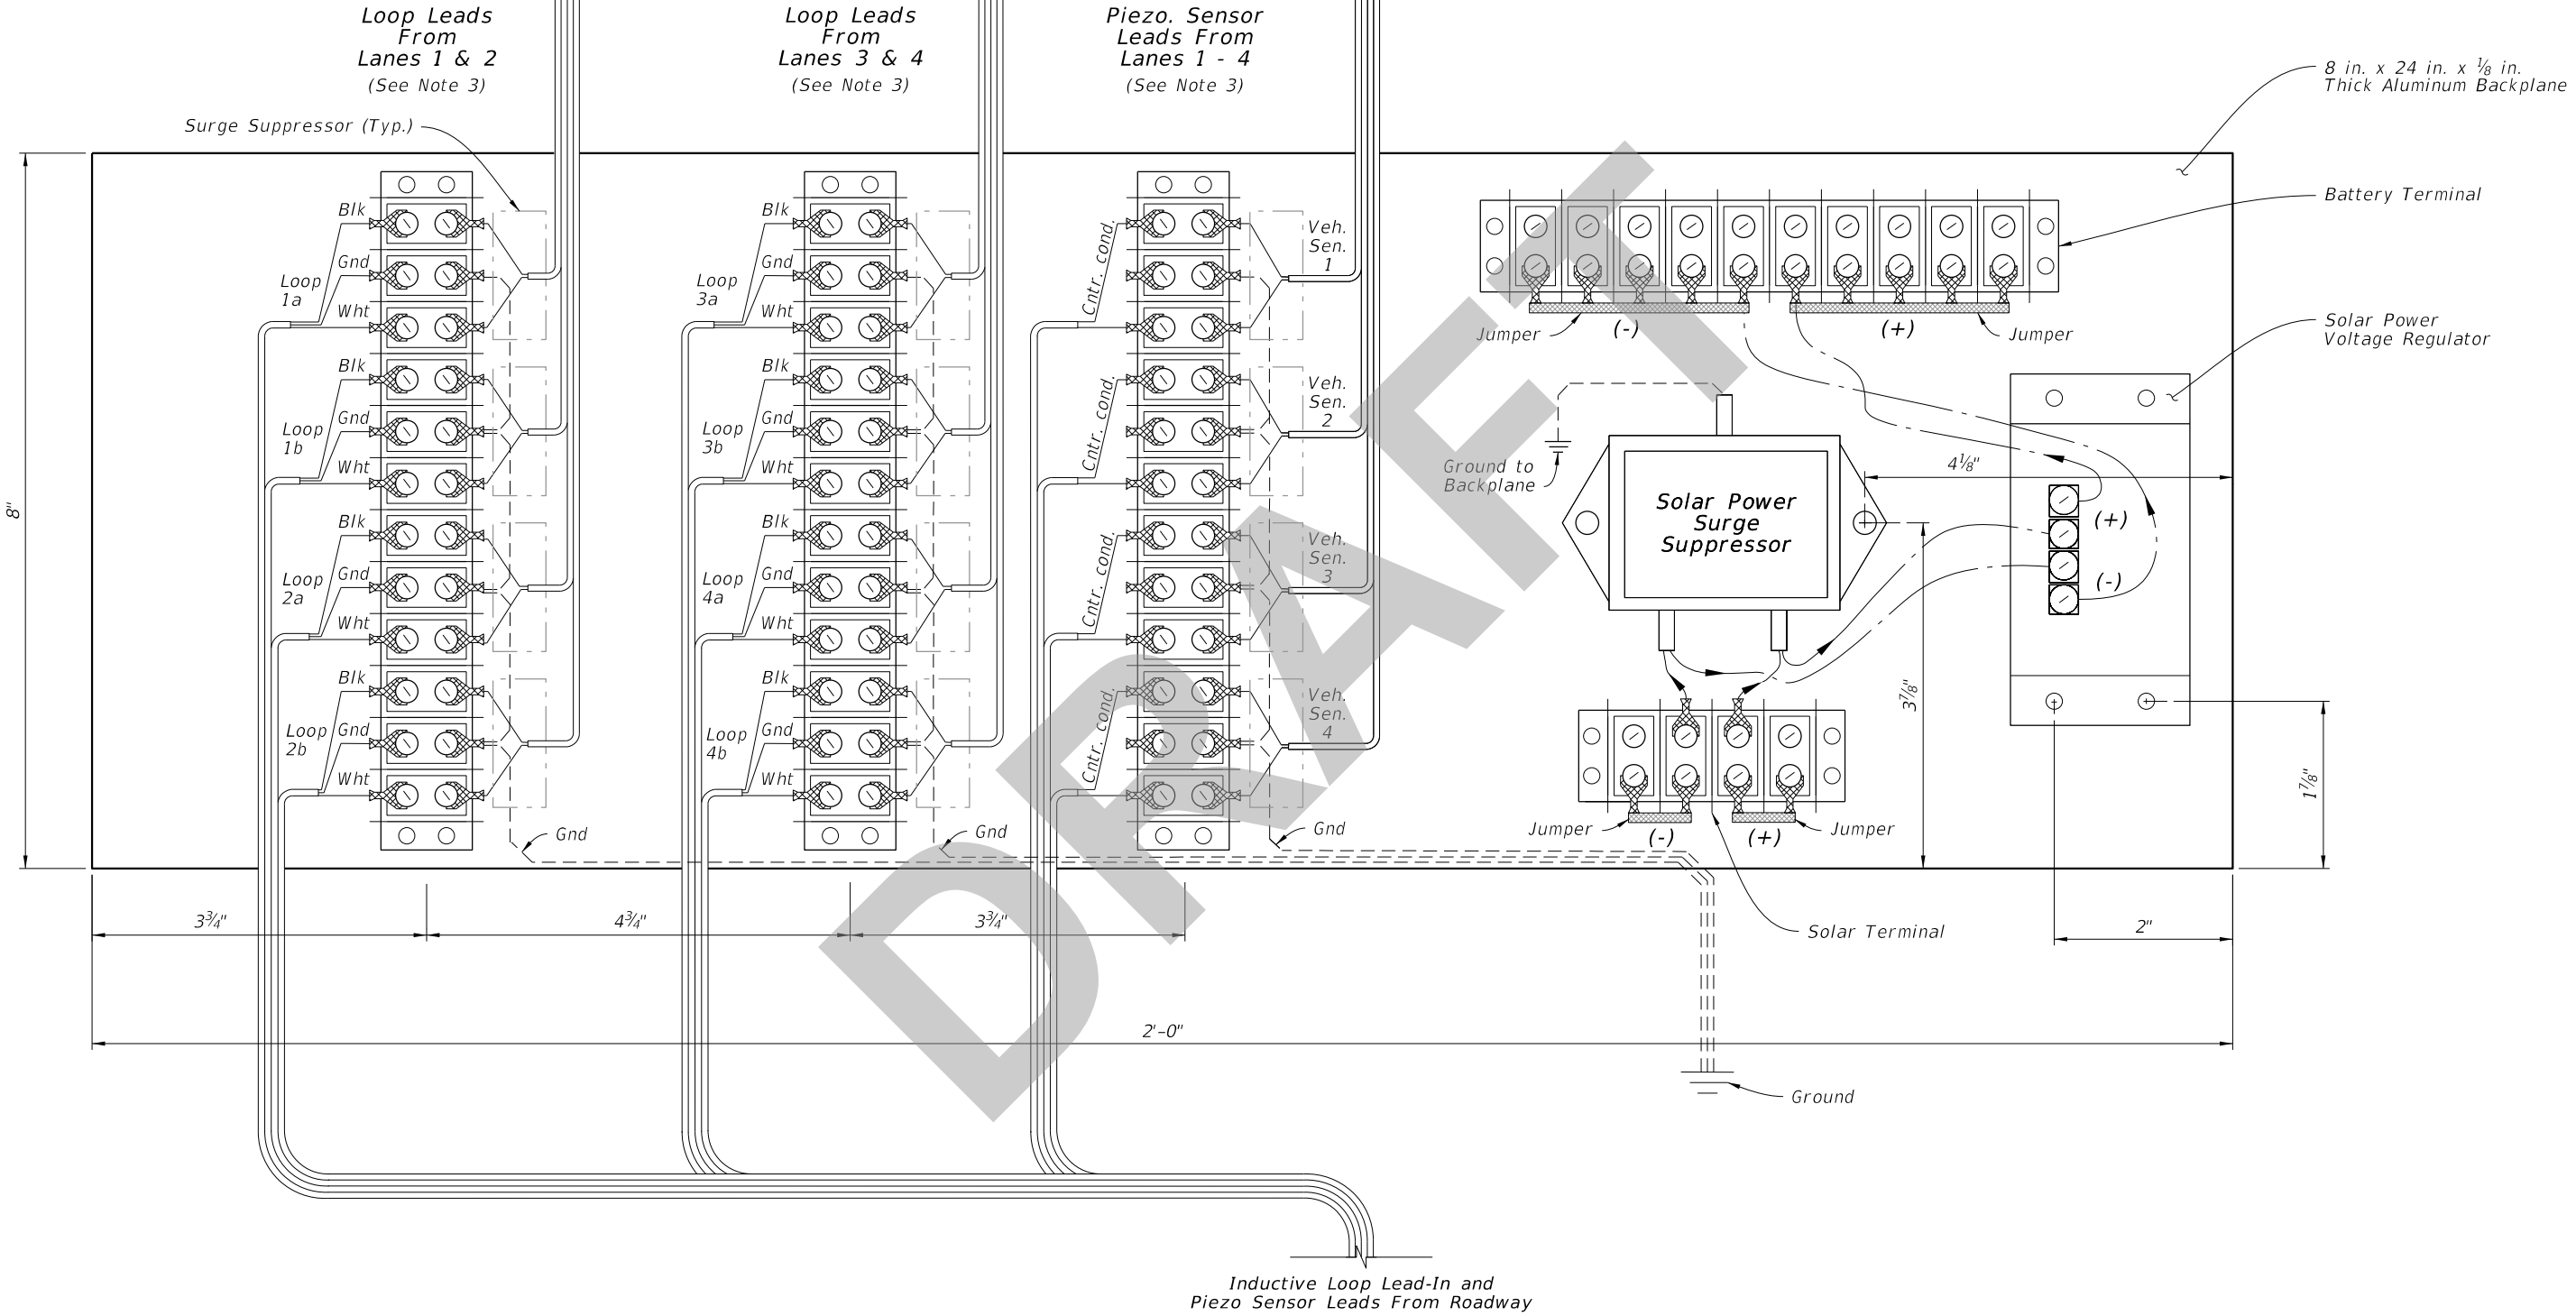 Loop Leads
From
Lanes 1 & 2
(See Note 3)
Loop Leads
From
Lanes 3 & 4
(See Note 3)
Piezo. Sensor
Leads From
Lanes 1 - 4
(See Note 3)
8 in. x 24 in. x 1/8 in.
Thick Aluminum Backplane
Surge Suppressor (Typ.)
Battery Terminal
Solar Power
Voltage Regulator
8"
Blk
Gnd
Wht
Loop
1a
Blk
Gnd
Wht
Loop
1b
Blk
Gnd
Wht
Loop
2a
Blk
Gnd
Wht
Loop
2b
Gnd
Blk
Gnd
Wht
Loop
3a
Blk
Gnd
Wht
Loop
3b
Blk
Gnd
Wht
Loop
4a
Blk
Gnd
Wht
Loop
4b
Gnd
Cntr. cond.
Cntr. cond.
Cntr. cond.
Cntr. cond.
Veh.
Sen.
1
Veh.
Sen.
2
Veh.
Sen.
3
Veh.
Sen.
4
Gnd
Jumper
(-)
(+)
Jumper
Ground to
Backplane
Solar Power
Surge
Suppressor
4 1/8"
(+)
(-)
3 7/8"
1 7/8"
Jumper
(-)
(+)
Jumper
Solar Terminal
3 3/4"
4 3/4"
3 3/4"
2"
2'-0"
Ground
Inductive Loop Lead-In and
Piezo Sensor Leads From Roadway
DRAFT